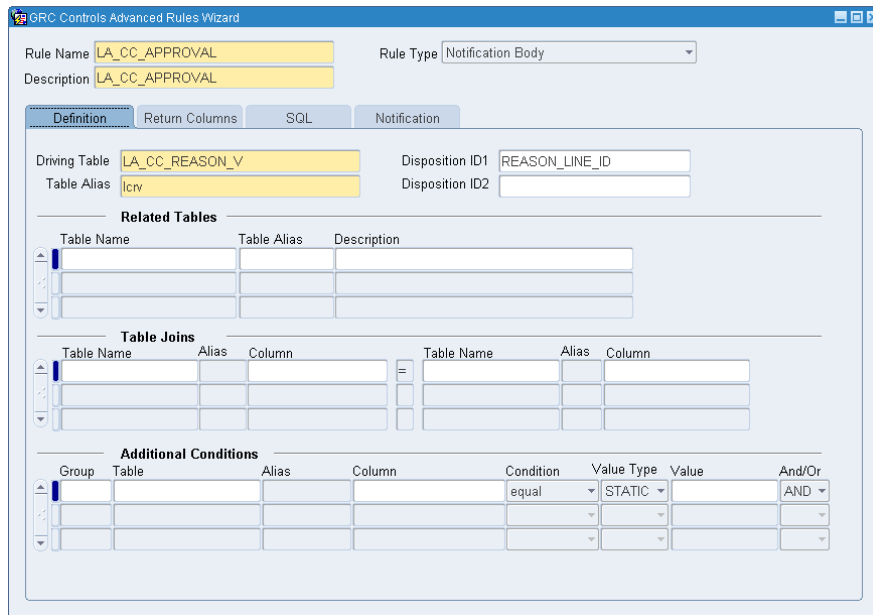 GRC Controls Advanced Rules Wizard
Rule Name LA_CC_APPROVAL Rule Type Notification Body
Description LA_CC_APPROVAL
Definition Return Columns SQL Notification
Driving Table LA_CC_REASON_V Disposition ID1 REASON_LINE_ID
Table Alias lcrv Disposition ID2
Related Tables
Table Name Table Alias Description
Table Joins
Table Name Alias Column Table Name Alias Column
=
Additional Conditions
Group Table Alias Column Condition Value Type Value And/Or
equal STATIC AND